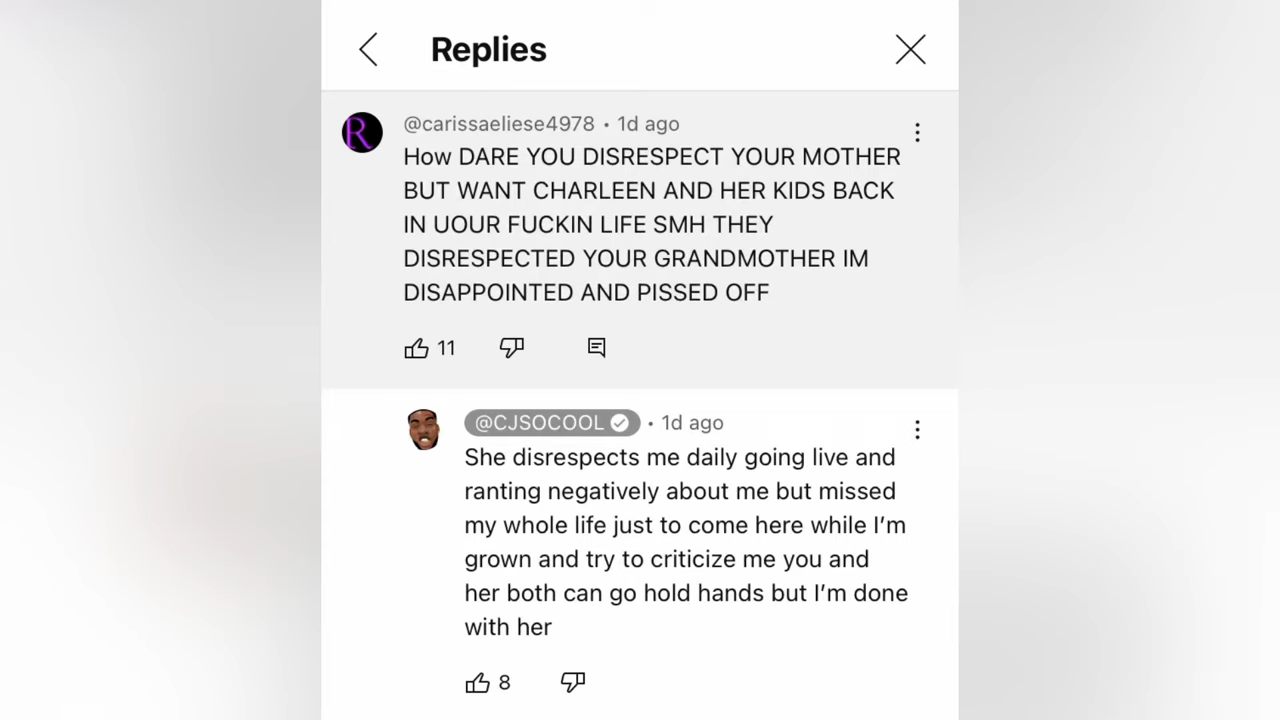 Replies
@carissaeliese4978 • 1d ago
How DARE YOU DISRESPECT YOUR MOTHER
BUT WANT CHARLEEN AND HER KIDS BACK
IN UOUR FUCKIN LIFE SMH THEY
DISRESPECTED YOUR GRANDMOTHER IM
DISAPPOINTED AND PISSED OFF
11
@CJSOCOOL • 1d ago
She disrespects me daily going live and
ranting negatively about me but missed
my whole life just to come here while I’m
grown and try to criticize me you and
her both can go hold hands but I’m done
with her
8
R